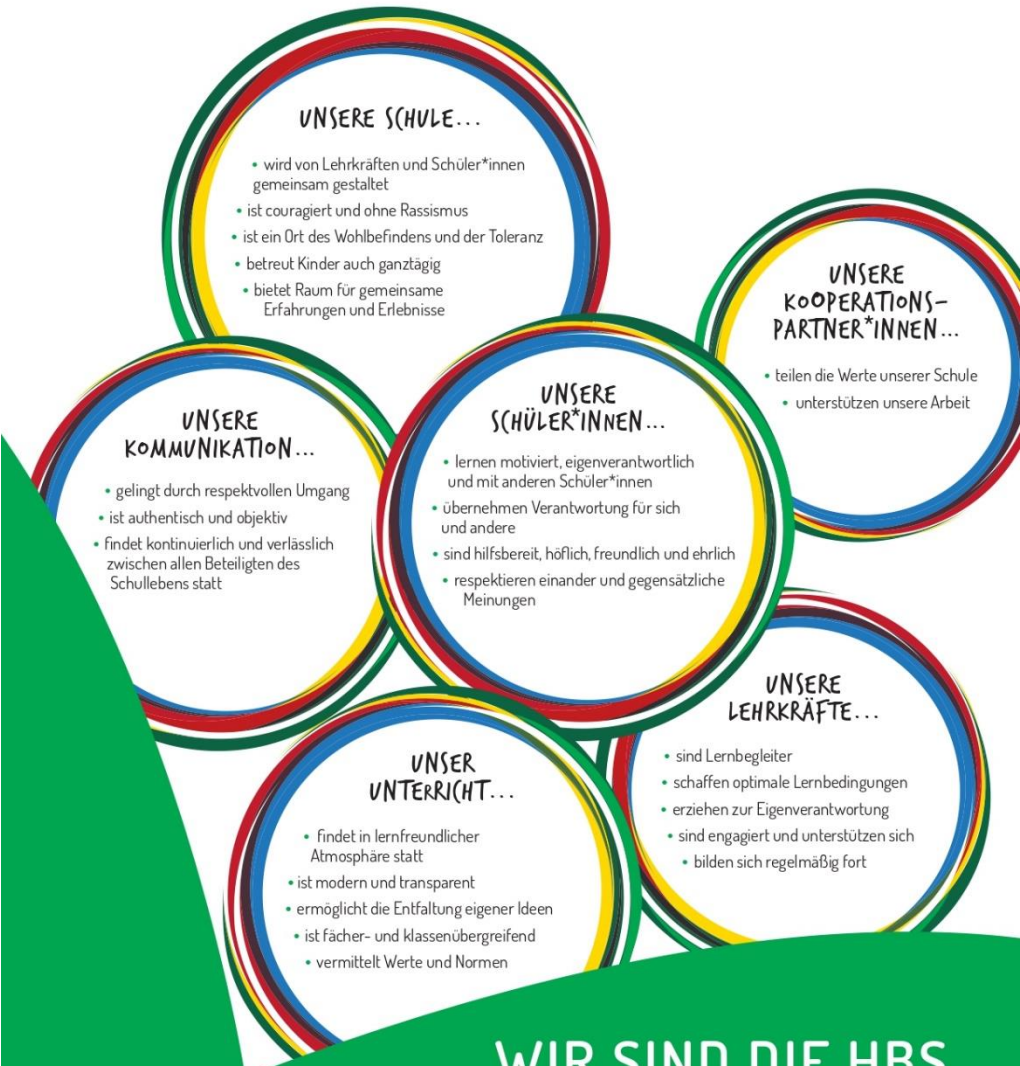 UNSERE SCHULE...
• wird von Lehrkräften und Schüler*innen
gemeinsam gestaltet
• ist couragiert und ohne Rassismus
• ist ein Ort des Wohlbefindens und der Toleranz
• betreut Kinder auch ganztägig
• bietet Raum für gemeinsame
Erfahrungen und Erlebnisse
UNSERE
KOOPERATIONS-
PARTNER*INNEN...
• teilen die Werte unserer Schule
• unterstützen unsere Arbeit
UNSERE
KOMMUNIKATION...
• gelingt durch respektvollen Umgang
• ist authentisch und objektiv
• findet kontinuierlich und verlässlich
zwischen allen Beteiligten des
Schullebens statt
UNSERE
SCHÜLER*INNEN...
• lernen motiviert, eigenverantwortlich
und mit anderen Schüler*innen
• übernehmen Verantwortung für sich
und andere
• sind hilfsbereit, höflich, freundlich und ehrlich
• respektieren einander und gegensätzliche
Meinungen
UNSERE
LEHRKRÄFTE...
• sind Lernbegleiter
• schaffen optimale Lernbedingungen
• erziehen zur Eigenverantwortung
• sind engagiert und unterstützen sich
• bilden sich regelmäßig fort
UNSER
UNTERRICHT...
• findet in lernfreundlicher
Atmosphäre statt
• ist modern und transparent
• ermöglicht die Entfaltung eigener Ideen
• ist fächer- und klassenübergreifend
• vermittelt Werte und Normen
WIR SIND DIE HBS